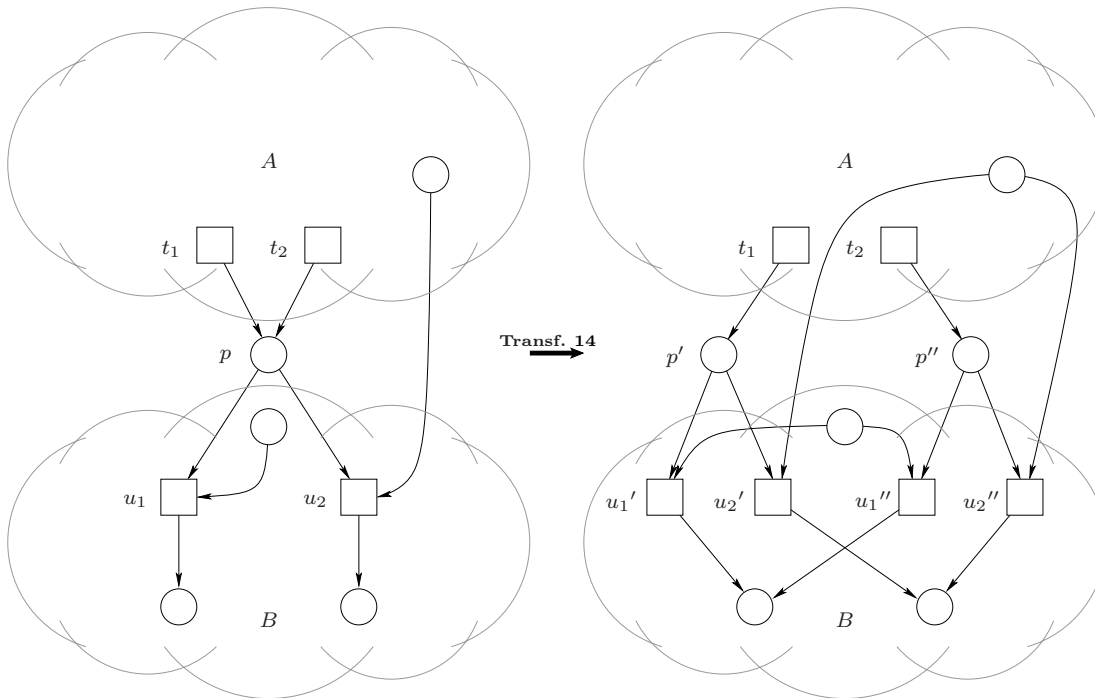 A
A
t₁
t₂
t₁
t₂
Transf. 14
p
p′
p′′
u₁
u₂
u₁′
u₂′
u₁′′
u₂′′
B
B